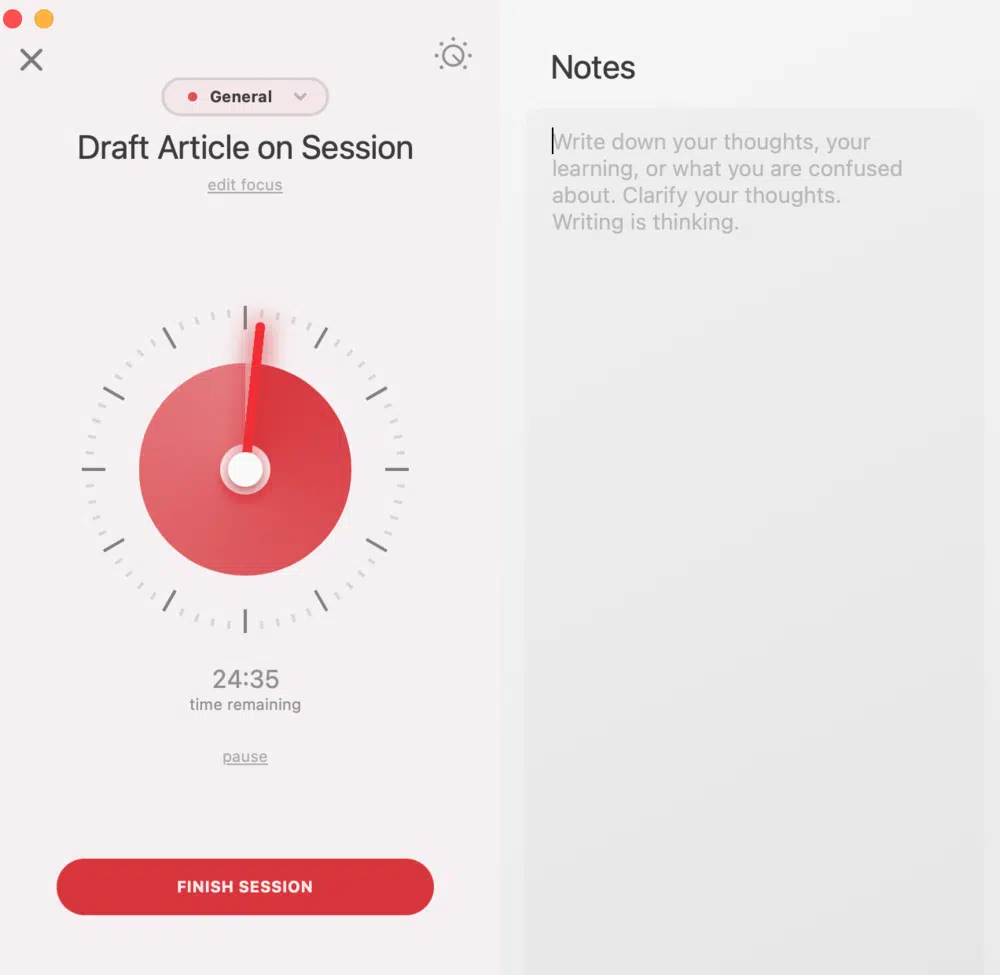 General
Draft Article on Session
edit focus
24:35
time remaining
pause
FINISH SESSION
Notes
Write down your thoughts, your
learning, or what you are confused
about. Clarify your thoughts.
Writing is thinking.